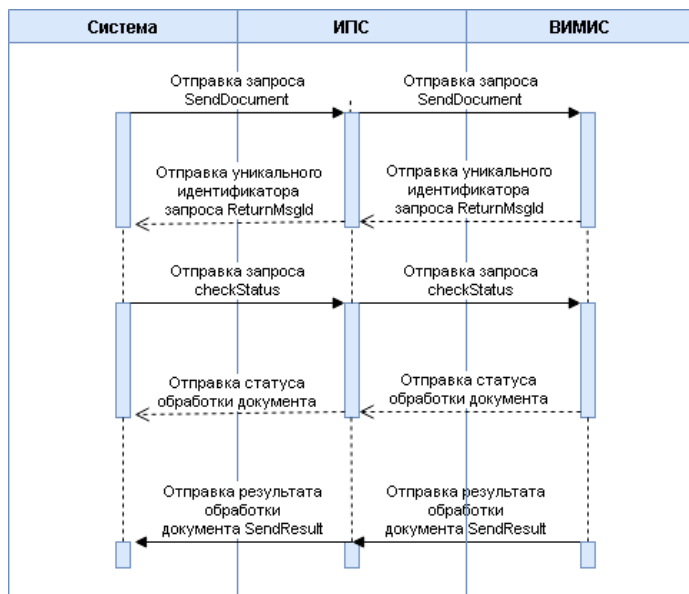 Система
ИПС
ВИМИС
Отправка запроса
SendDocument
Отправка запроса
SendDocument
Отправка уникального
идентификатора
запроса ReturnMsgId
Отправка уникального
идентификатора
запроса ReturnMsgId
Отправка запроса
checkStatus
Отправка запроса
checkStatus
Отправка статуса
обработки документа
Отправка статуса
обработки документа
Отправка результата
обработки
документа SendResult
Отправка результата
обработки
документа SendResult